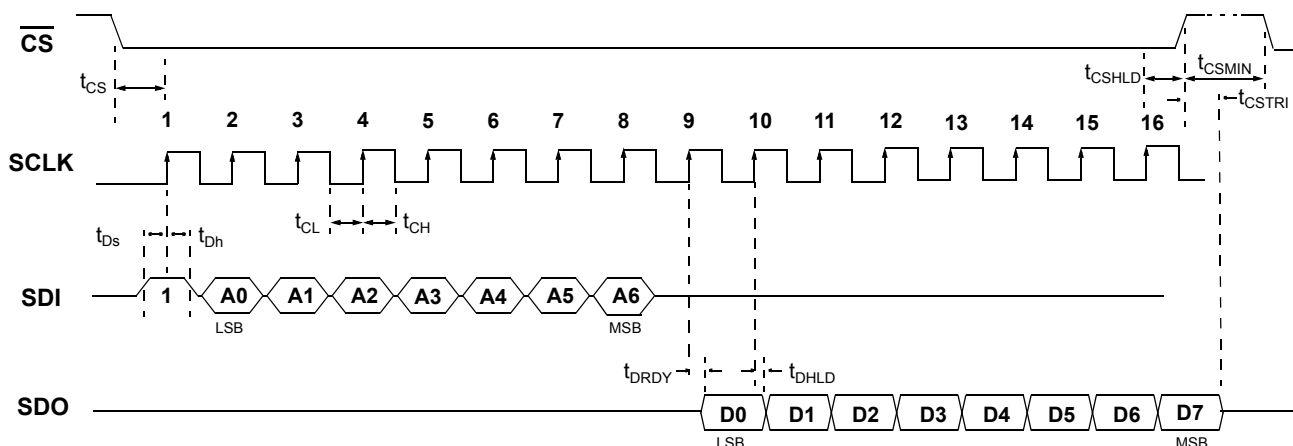 CS
tCS
tCSHLD
tCSMIN
tCSTRI
1 2 3 4 5 6 7 8 9 10 11 12 13 14 15 16
SCLK
tCL
tCH
tDs
tDh
SDI
1 A0 A1 A2 A3 A4 A5 A6
LSB MSB
tDRDY
tDHLD
SDO
D0 D1 D2 D3 D4 D5 D6 D7
LSB MSB